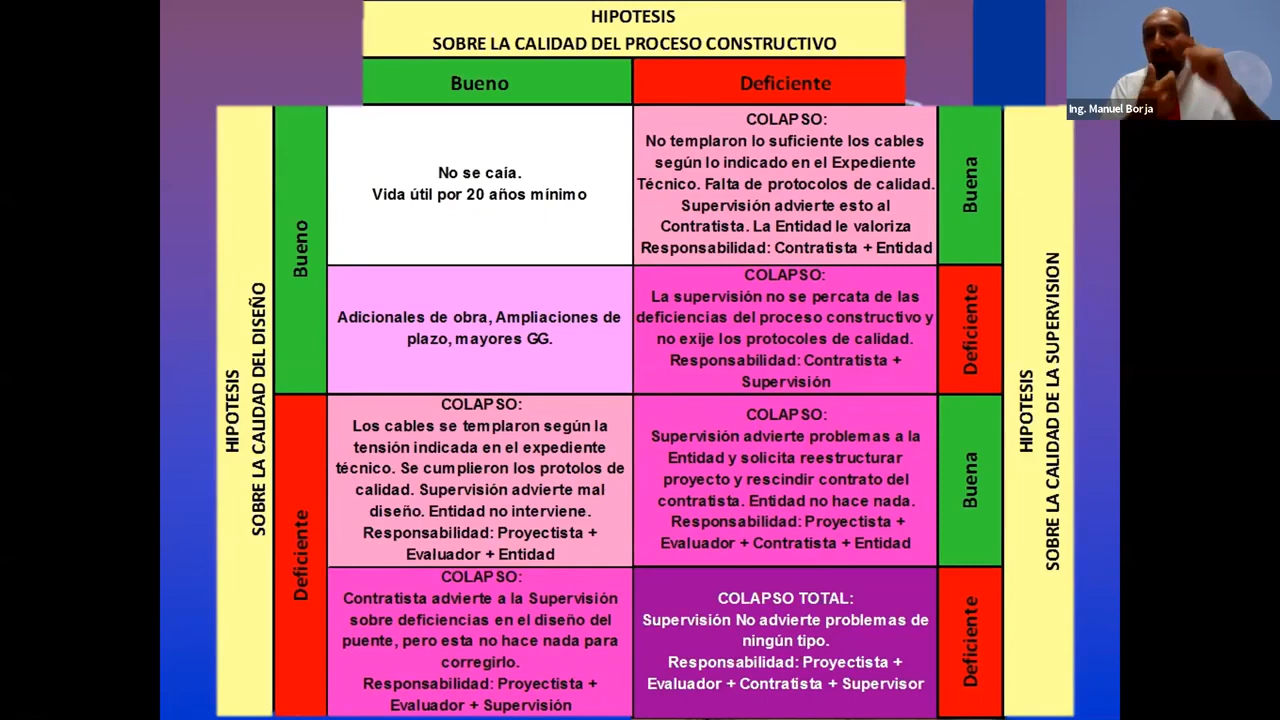 HIPOTESIS
SOBRE LA CALIDAD DEL PROCESO CONSTRUCTIVO
Bueno
Deficiente
Ing. Manuel Borja
HIPOTESIS
SOBRE LA CALIDAD DEL DISEÑO
Bueno
No se caía.
Vida útil por 20 años mínimo
COLAPSO:
No templaron lo suficiente los cables
según lo indicado en el Expediente
Técnico. Falta de protocolos de calidad.
Supervisión advierte esto al
Contratista. La Entidad le valoriza
Responsabilidad: Contratista + Entidad
Buena
HIPOTESIS
SOBRE LA CALIDAD DE LA SUPERVISION
Adicionales de obra, Ampliaciones de
plazo, mayores GG.
COLAPSO:
La supervisión no se percata de las
deficiencias del proceso constructivo y
no exije los protocoles de calidad.
Responsabilidad: Contratista +
Supervisión
Deficiente
Deficiente
COLAPSO:
Los cables se templaron según la
tensión indicada en el expediente
técnico. Se cumplieron los protolos de
calidad. Supervisión advierte mal
diseño. Entidad no interviene.
Responsabilidad: Proyectista +
Evaluador + Entidad
COLAPSO:
Supervisión advierte problemas a la
Entidad y solicita reestructurar
proyecto y rescindir contrato del
contratista. Entidad no hace nada.
Responsabilidad: Proyectista +
Evaluador + Contratista + Entidad
Buena
COLAPSO:
Contratista advierte a la Supervisión
sobre deficiencias en el diseño del
puente, pero esta no hace nada para
corregirlo.
Responsabilidad: Proyectista +
Evaluador + Supervisión
COLAPSO TOTAL:
Supervisión No advierte problemas de
ningún tipo.
Responsabilidad: Proyectista +
Evaluador + Contratista + Supervisor
Deficiente